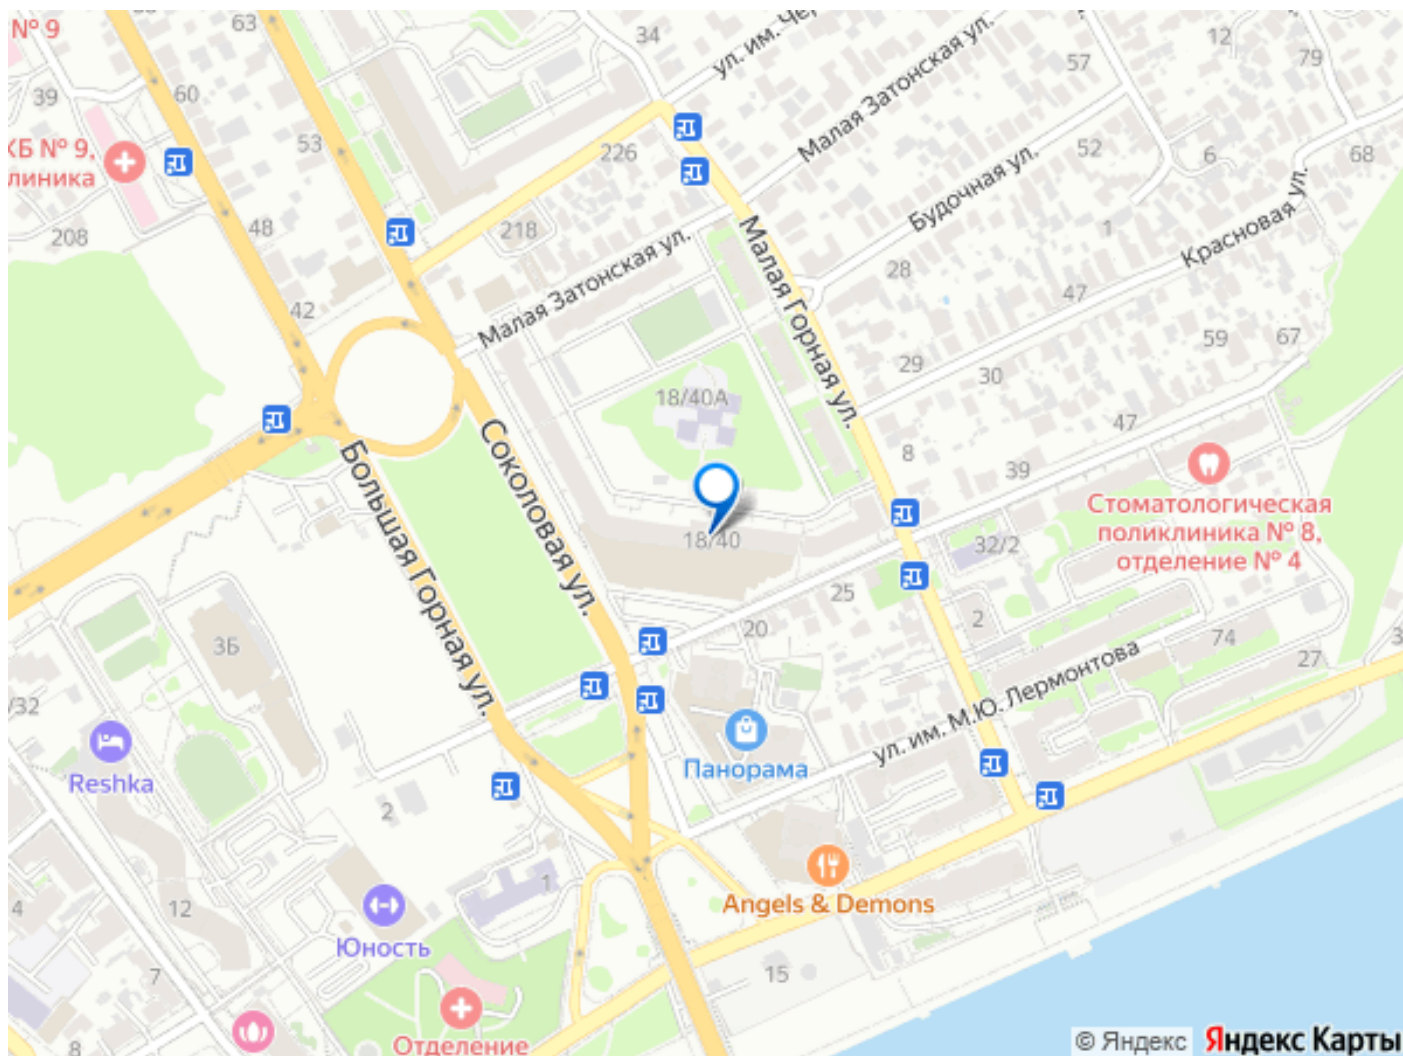 № 9
63
34
ул. им. Чер
Малая Затонская ул.
12
79
57
39
60
53
226
КБ № 9,
линика
52
6
68
Будочная ул.
1
Красновая ул.
208
48
218
Малая Затонская ул.
Малая Горная ул.
28
47
42
59
67
29
30
18/40А
Соколовая ул.
Большая Горная ул.
8
47
39
Стоматологическая
поликлиника № 8,
отделение № 4
18/40
32/2
25
20
2
74
27
3
3Б
/32
ул. им. М.Ю. Лермонтова
Reshka
Панорама
2
Angels & Demons
1
4
12
Юность
7
15
8
Отделение
© Яндекс
Яндекс Карты